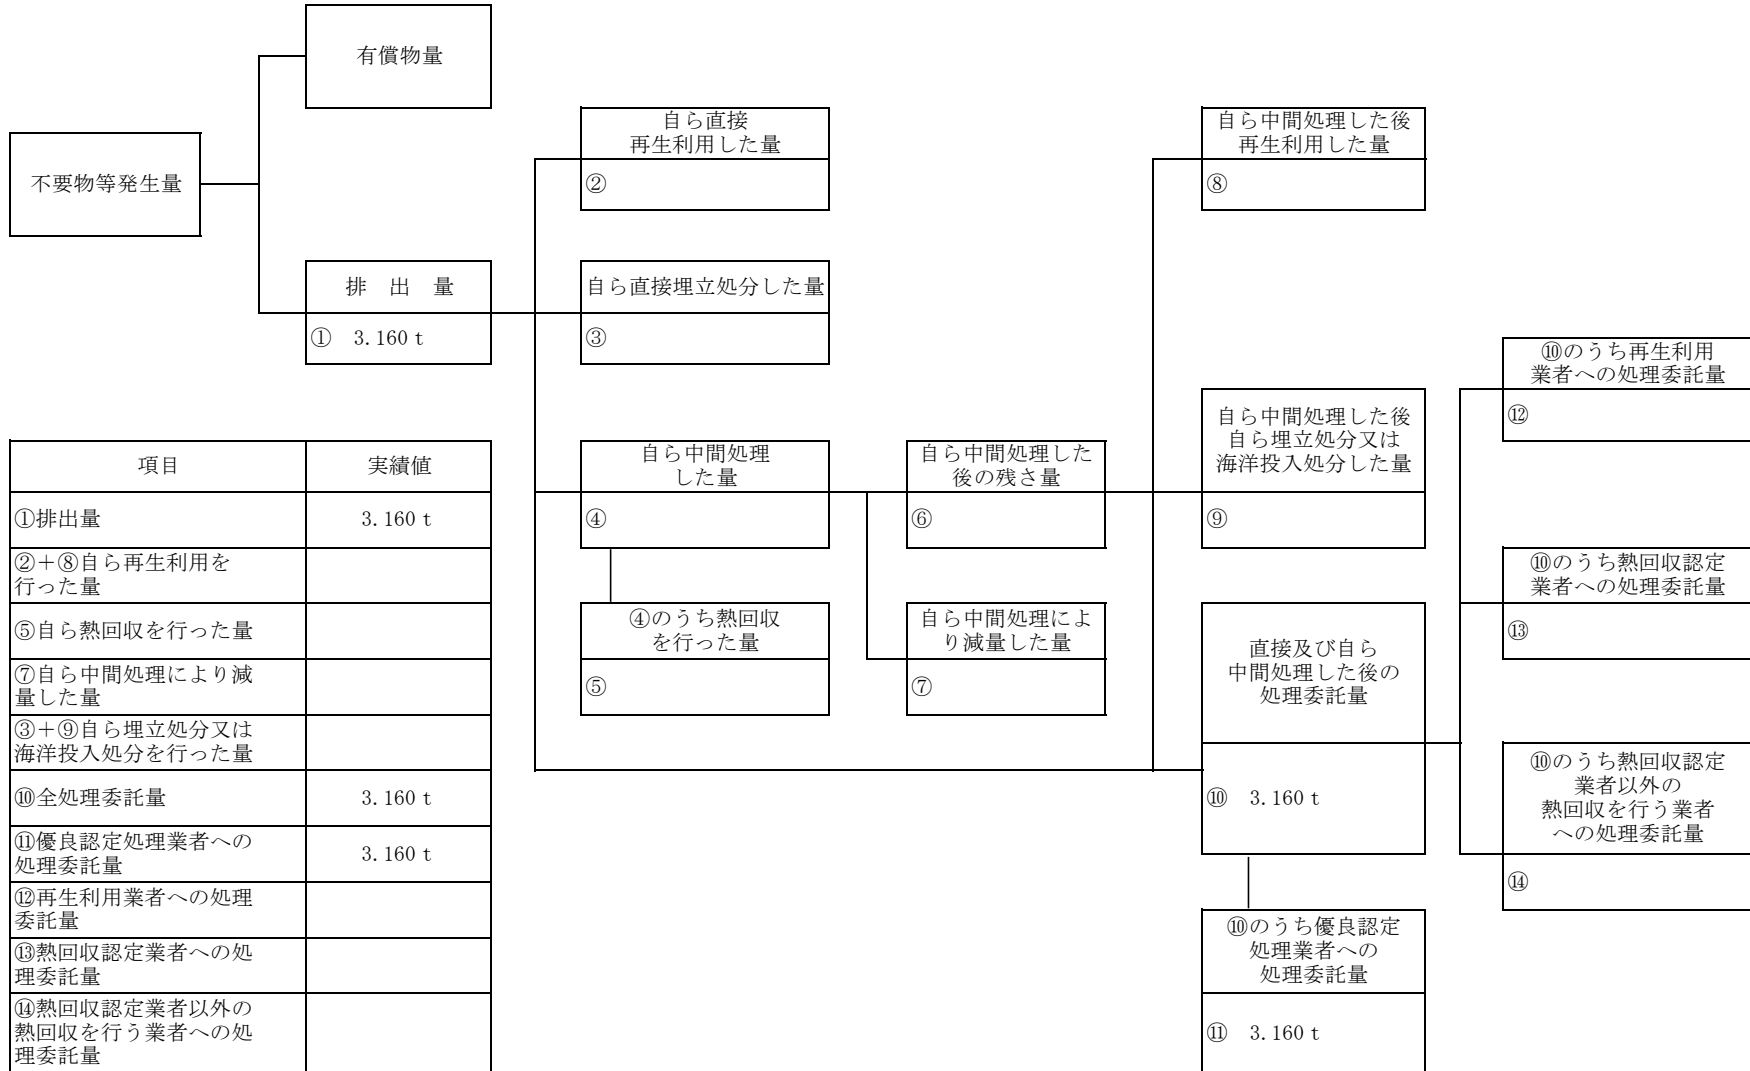 有償物量
不要物等発生量
排　出　量
① 3.160 t
自ら直接
再生利用した量
②
自ら直接埋立処分した量
③
自ら中間処理
した量
④
④のうち熱回収
を行った量
⑤
自ら中間処理した
後の残さ量
⑥
自ら中間処理によ
り減量した量
⑦
自ら中間処理した後
再生利用した量
⑧
自ら中間処理した後
自ら埋立処分又は
海洋投入処分した量
⑨
直接及び自ら
中間処理した後の
処理委託量
⑩ 3.160 t
⑩のうち優良認定
処理業者への
処理委託量
⑪ 3.160 t
⑩のうち再生利用
業者への処理委託量
⑫
⑩のうち熱回収認定
業者への処理委託量
⑬
⑩のうち熱回収認定
業者以外の
熱回収を行う業者
への処理委託量
⑭
項目 実績値
①排出量 3.160 t
②＋⑧自ら再生利用を
行った量
⑤自ら熱回収を行った量
⑦自ら中間処理により減
量した量
③＋⑨自ら埋立処分又は
海洋投入処分を行った量
⑩全処理委託量 3.160 t
⑪優良認定処理業者への
処理委託量 3.160 t
⑫再生利用業者への処理
委託量
⑬熱回収認定業者への処
理委託量
⑭熱回収認定業者以外の
熱回収を行う業者への処
理委託量